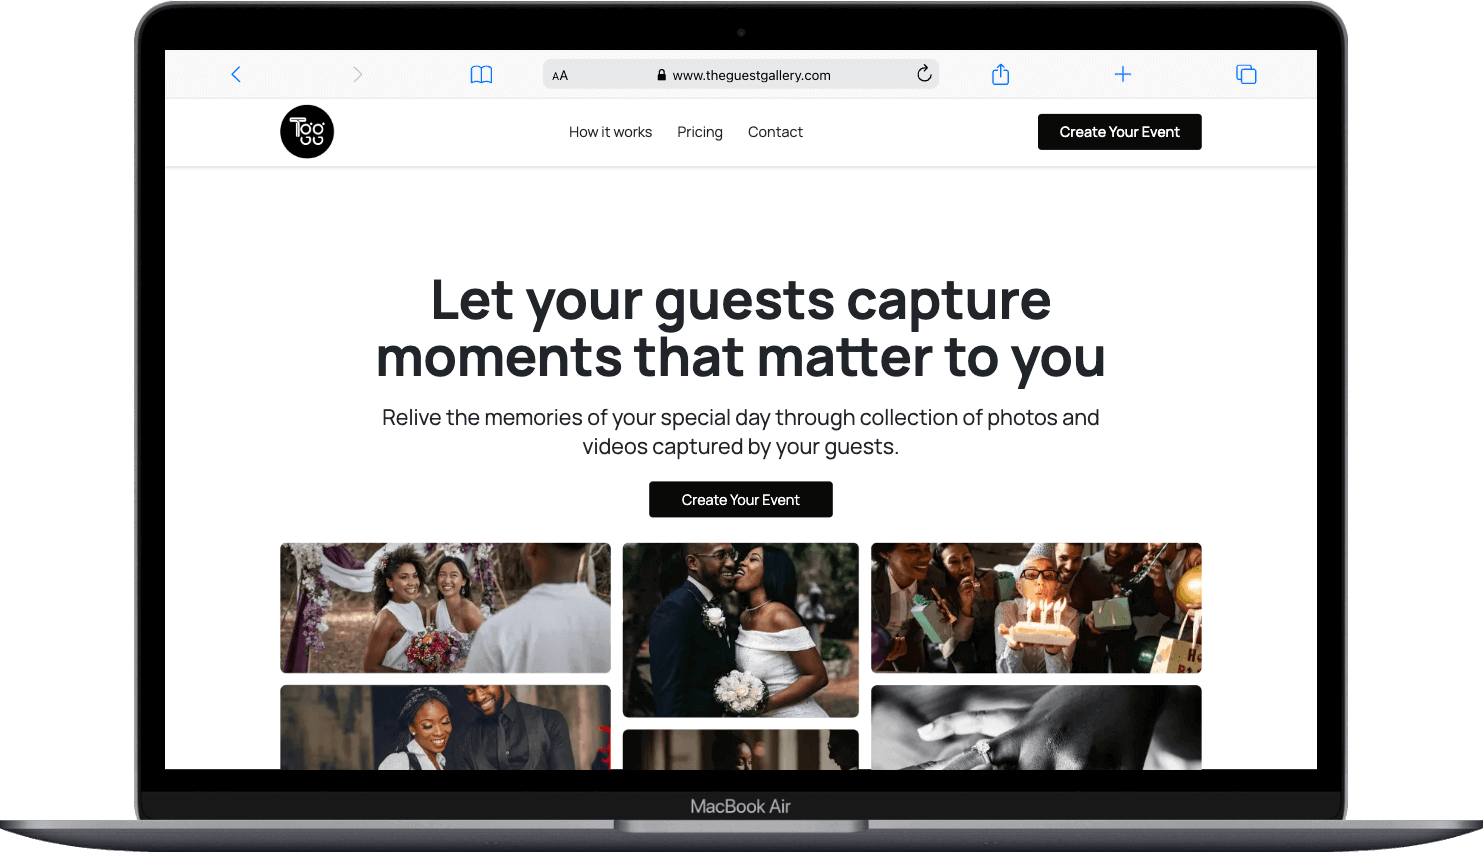 AA www.theguestgallery.com
Togg
How it works Pricing Contact Create Your Event
Let your guests capture
moments that matter to you
Relive the memories of your special day through collection of photos and
videos captured by your guests.
Create Your Event
MacBook Air